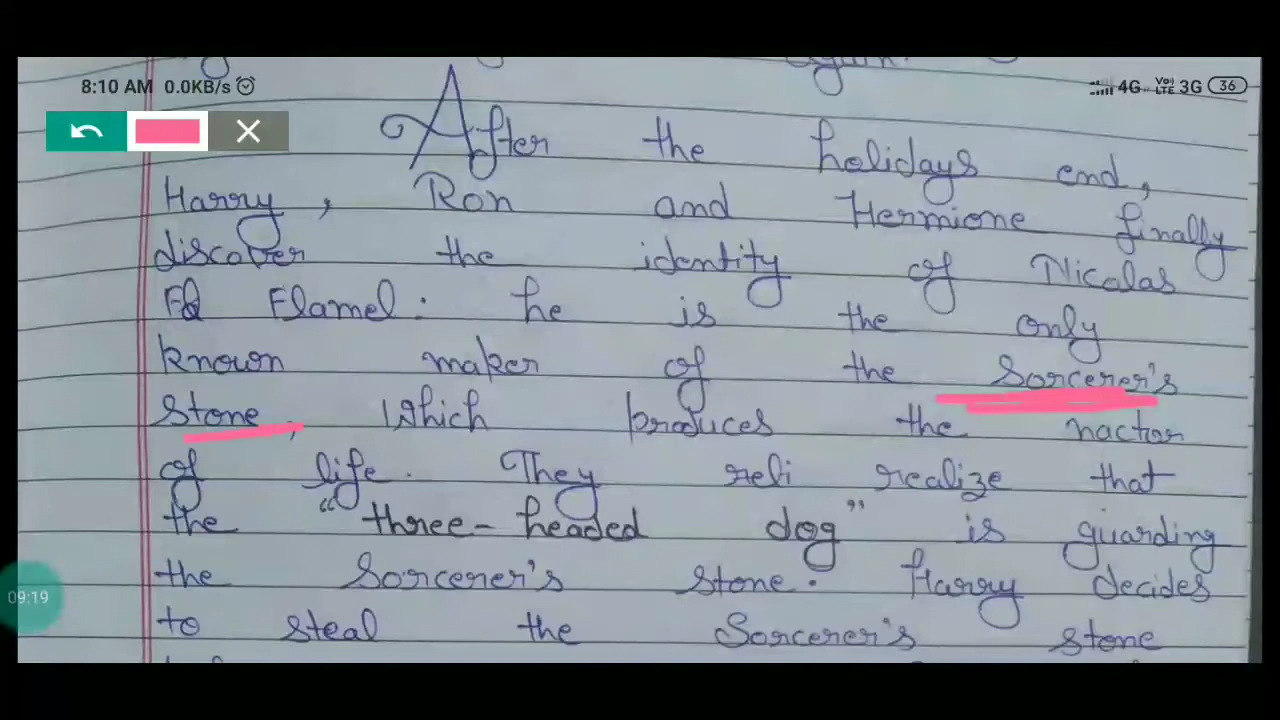 8:10 AM 0.0KB/s 4G VoLTE 3G 36
After the holidays end,
Harry, Ron and Hermione finally
discover the identity of Nicalas
Flamel: he is the only
known maker of the Sorcerer's
stone, which produces the nactor
of life. They reli realize that
the "three-headed dog" is guarding
the Sorcerer's stone. Harry decides
09:19
to steal the Sorcerer's stone